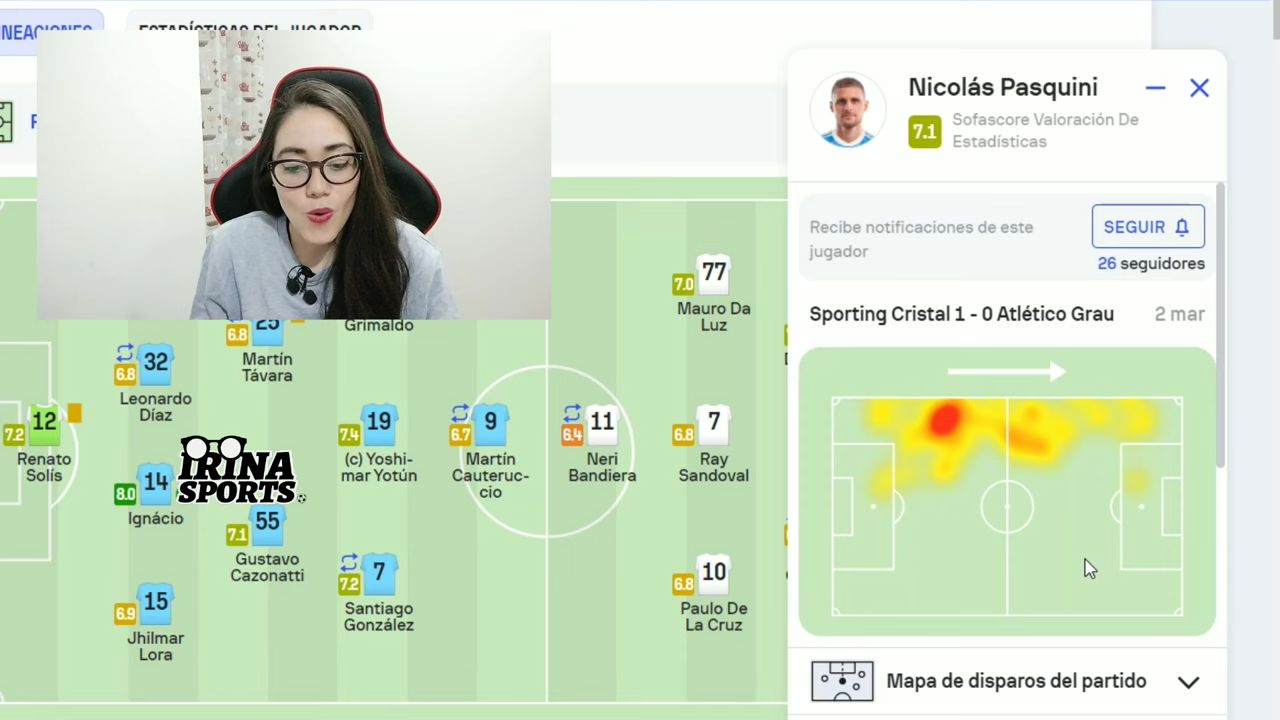 NEACIONES
ESTADÍSTICAS DEL JUGADOR
Nicolás Pasquini
7.1
Sofascore Valoración De
Estadísticas
Recibe notificaciones de este
jugador
SEGUIR
26 seguidores
Sporting Cristal 1 - 0 Atlético Grau
2 mar
Mapa de disparos del partido
12
7.2
Renato
Solís
32
6.8
Leonardo
Díaz
14
8.0
Ignácio
15
6.9
Jhilmar
Lora
25
6.8
Martín
Távara
55
7.1
Gustavo
Cazonatti
Grimaldo
19
7.4
(c) Yoshi-
mar Yotún
7
7.2
Santiago
González
9
6.7
Martín
Cauteruc-
cio
11
6.4
Neri
Bandiera
77
7.0
Mauro Da
Luz
7
6.8
Ray
Sandoval
10
6.8
Paulo De
La Cruz
IRINA
SPORTS